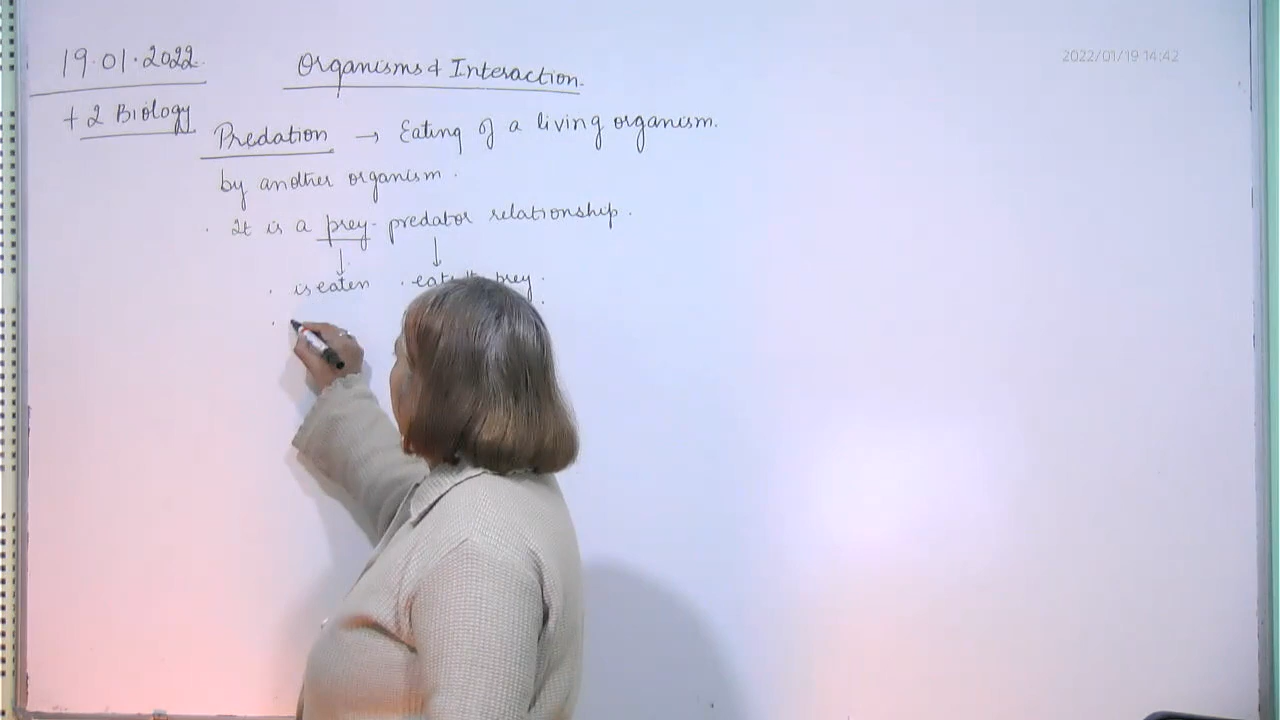 19.01.2022
Organisms & Interaction.
2022/01/19 14:42
+2 Biology
Predation → Eating of a living organism.
by another organism.
. It is a prey-predator relationship.
↓ ↓
. is eaten . prey.
.